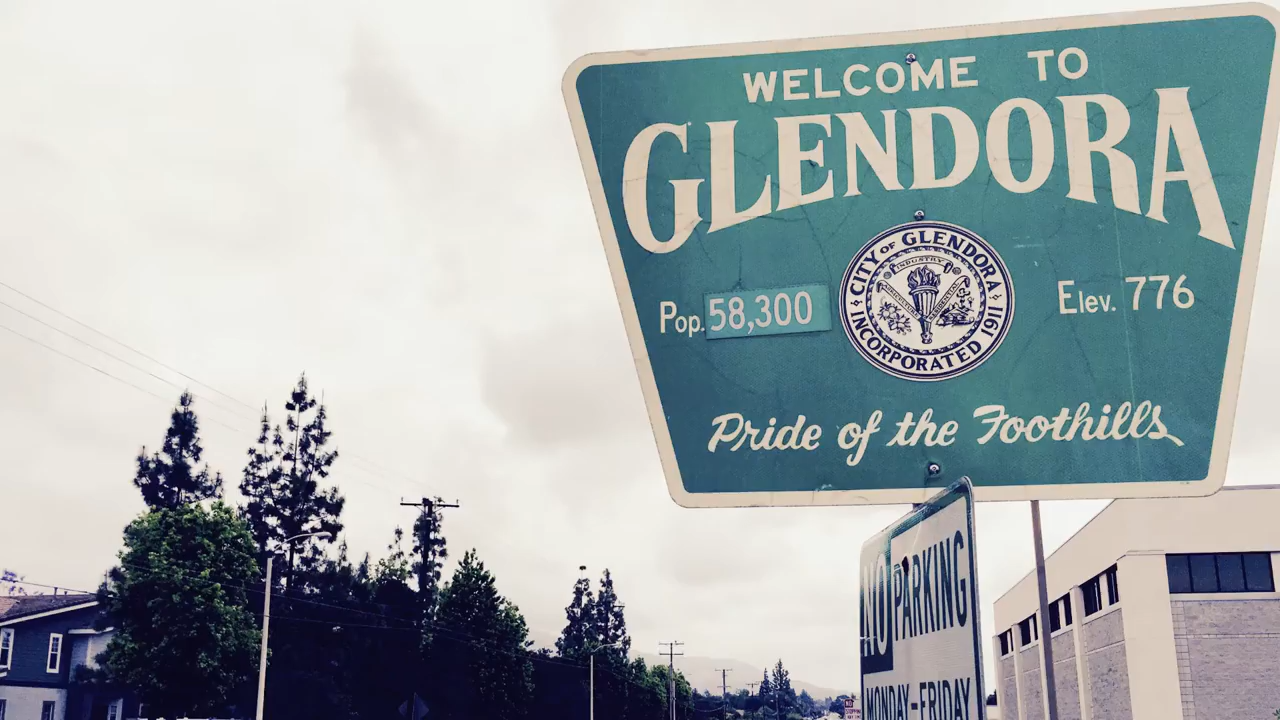 WELCOME TO
GLENDORA
CITY OF GLENDORA
INDUSTRY
INCORPORATED 1911
Pop. 58,300
Elev. 776
Pride of the Foothills
NO PARKING
MONDAY-FRIDAY